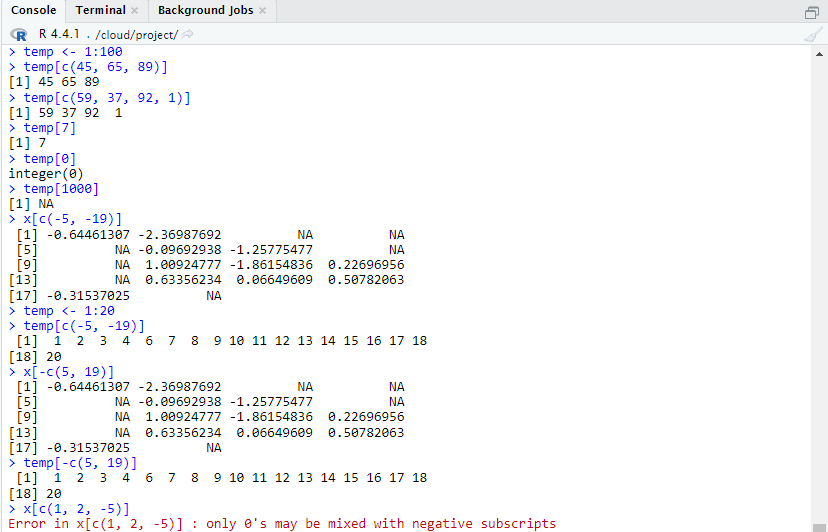 Console Terminal × Background Jobs ×
R R 4.4.1 . /cloud/project/
> temp <- 1:100
> temp[c(45, 65, 89)]
[1] 45 65 89
> temp[c(59, 37, 92, 1)]
[1] 59 37 92  1
> temp[7]
[1] 7
> temp[0]
integer(0)
> temp[1000]
[1] NA
> x[c(-5, -19)]
 [1] -0.64461307 -2.36987692          NA          NA
 [5]          NA -0.09692938 -1.25775477          NA
 [9]          NA  1.00924777 -1.86154836  0.22696956
[13]          NA  0.63356234  0.06649609  0.50782063
[17] -0.31537025          NA
> temp <- 1:20
> temp[c(-5, -19)]
 [1]  1  2  3  4  6  7  8  9 10 11 12 13 14 15 16 17 18
[18] 20
> x[-c(5, 19)]
 [1] -0.64461307 -2.36987692          NA          NA
 [5]          NA -0.09692938 -1.25775477          NA
 [9]          NA  1.00924777 -1.86154836  0.22696956
[13]          NA  0.63356234  0.06649609  0.50782063
[17] -0.31537025          NA
> temp[-c(5, 19)]
 [1]  1  2  3  4  6  7  8  9 10 11 12 13 14 15 16 17 18
[18] 20
> x[c(1, 2, -5)]
Error in x[c(1, 2, -5)] : only 0's may be mixed with negative subscripts